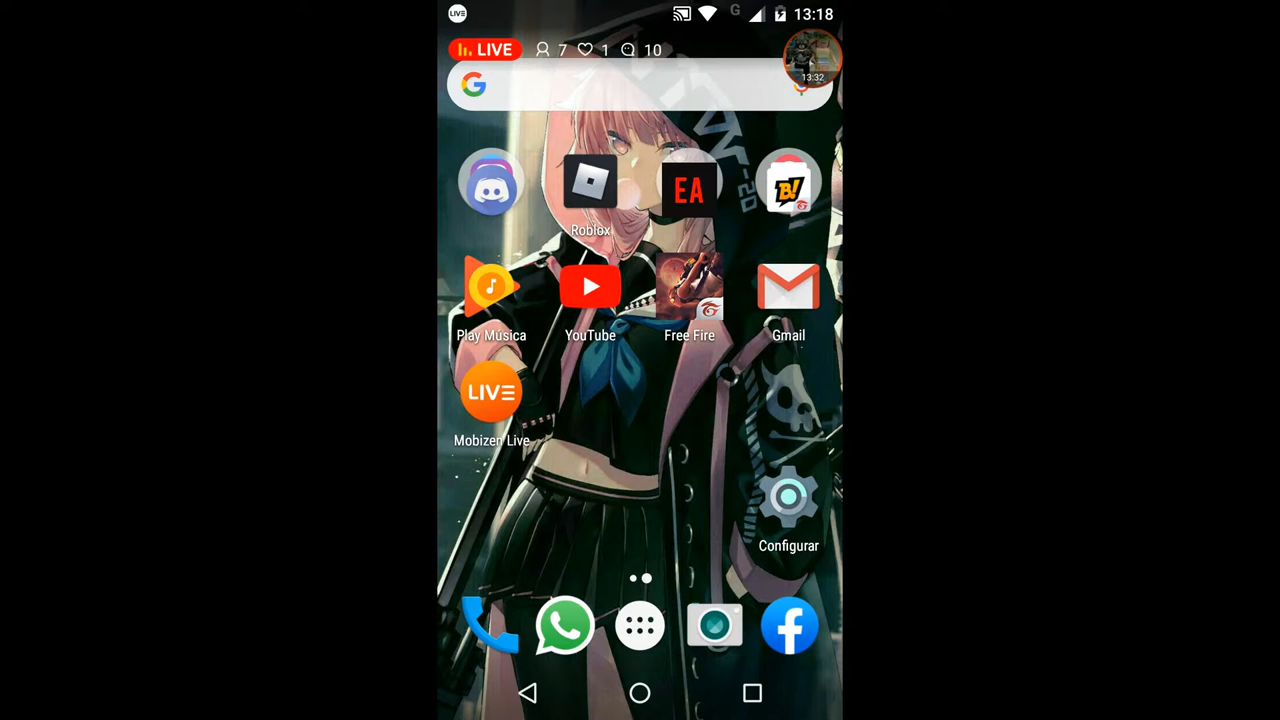 LIVE 13:18
LIVE 7 1 10
13:32
G
EA B!
Roblox
Play Música YouTube Free Fire Gmail
LIVE
Mobizen Live
Configurar